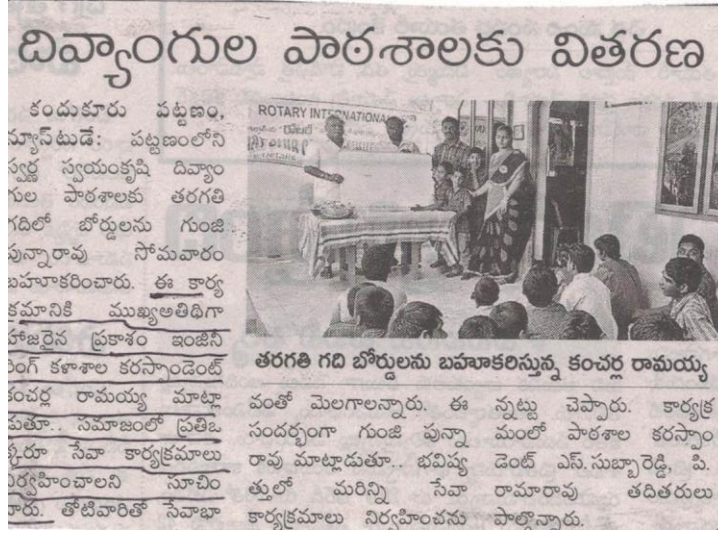 దివ్యాంగుల పాఠశాలకు వితరణ
కందుకూరు పట్టణం,
న్యూస్‌టుడే: పట్టణంలోని
స్వర్ణ స్వయంకృషి దివ్యాం
గుల పాఠశాలకు తరగతి
గదిలో బోర్డులను గుంజి
పున్నారావు సోమవారం
బహూకరించారు. ఈ కార్య
క్రమానికి ముఖ్యఅతిథిగా
హాజరైన ప్రకాశం ఇంజినీ
రింగ్ కళాశాల కరస్పాండెంట్
కంచర్ల రామయ్య మాట్లా
డుతూ.. సమాజంలో ప్రతిఒ
క్కరూ సేవా కార్యక్రమాలు
నిర్వహించాలని సూచిం
చారు. తోటివారితో సేవాభా
ROTARY INTERNATIONAL
తరగతి గది బోర్డులను బహూకరిస్తున్న కంచర్ల రామయ్య
వంతో మెలగాలన్నారు. ఈ
సందర్భంగా గుంజి పున్నా
రావు మాట్లాడుతూ.. భవిష్య
త్తులో మరిన్ని సేవా
కార్యక్రమాలు నిర్వహించను
న్నట్టు చెప్పారు. కార్యక్ర
మంలో పాఠశాల కరస్పాం
డెంట్ ఎస్.సుబ్బారెడ్డి, పి.
రామారావు తదితరులు
పాల్గొన్నారు.